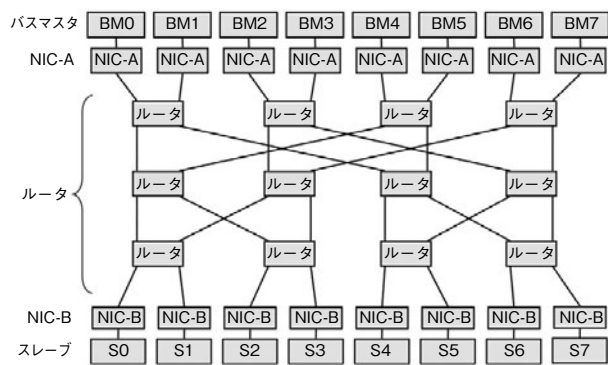 バスマスタ BM0 BM1 BM2 BM3 BM4 BM5 BM6 BM7
NIC-A NIC-A NIC-A NIC-A NIC-A NIC-A NIC-A NIC-A NIC-A
ルータ ルータ ルータ ルータ
ルータ ルータ ルータ ルータ ルータ
ルータ ルータ ルータ ルータ
NIC-B NIC-B NIC-B NIC-B NIC-B NIC-B NIC-B NIC-B NIC-B
スレーブ S0 S1 S2 S3 S4 S5 S6 S7